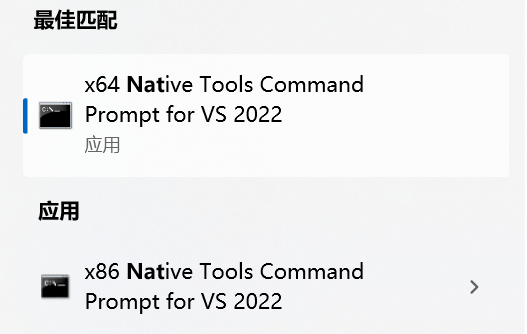 最佳匹配
x64 Native Tools Command
Prompt for VS 2022
应用
应用
x86 Native Tools Command
Prompt for VS 2022